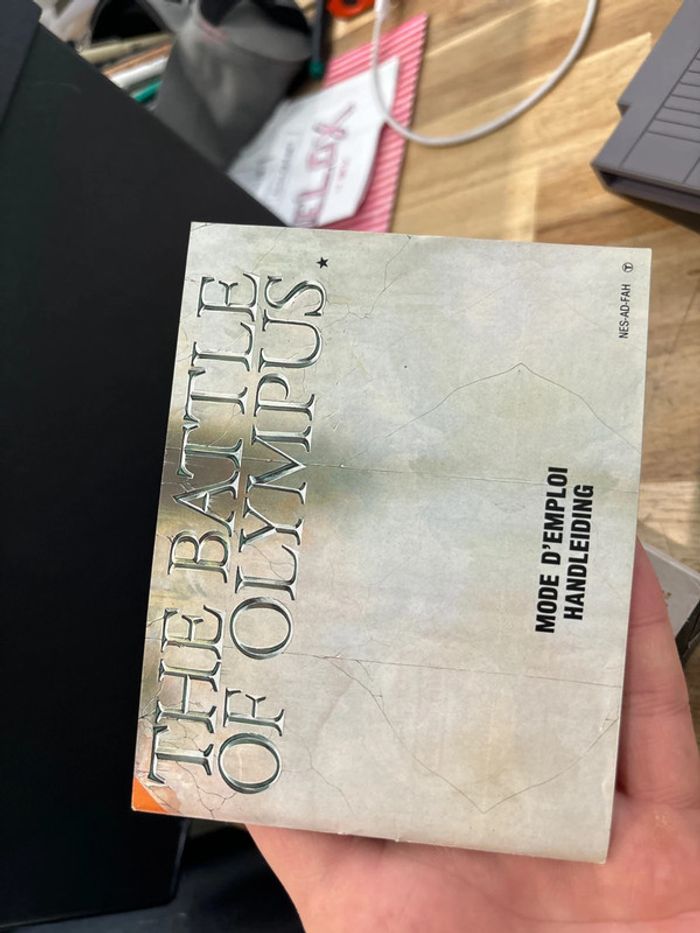 THE BATTLE
OF OLYMPUS★
MODE D'EMPLOI
HANDLEIDING
NES-AD-FAH